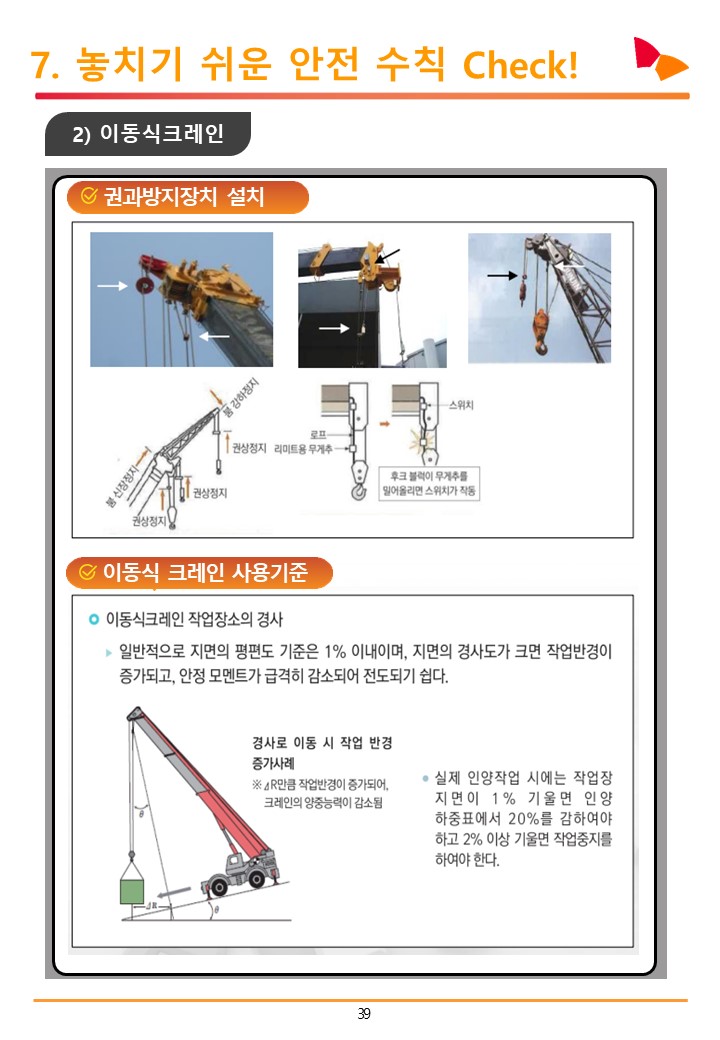 7. 놓치기 쉬운 안전 수칙 Check!
2) 이동식크레인
권과방지장치 설치
붐 강하정지
권상정지
붐 신장정지
권상정지
권상정지
스위치
로프
리미트용 무게추
후크 블럭이 무게추를
밀어올리면 스위치가 작동
이동식 크레인 사용기준
이동식크레인 작업장소의 경사
일반적으로 지면의 평편도 기준은 1% 이내이며, 지면의 경사도가 크면 작업반경이
증가되고, 안정 모멘트가 급격히 감소되어 전도되기 쉽다.
경사로 이동 시 작업 반경
증가사례
※⊿R만큼 작업반경이 증가되어,
크레인의 양중능력이 감소됨
실제 인양작업 시에는 작업장
지면이 1% 기울면 인양
하중표에서 20%를 감하여야
하고 2% 이상 기울면 작업중지를
하여야 한다.
θ
⊿R
θ
39